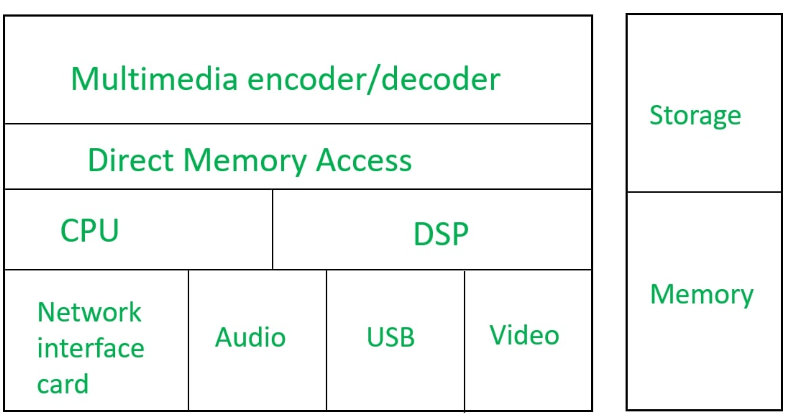 Multimedia encoder/decoder
Direct Memory Access
CPU
DSP
Network
interface
card
Audio
USB
Video
Storage
Memory